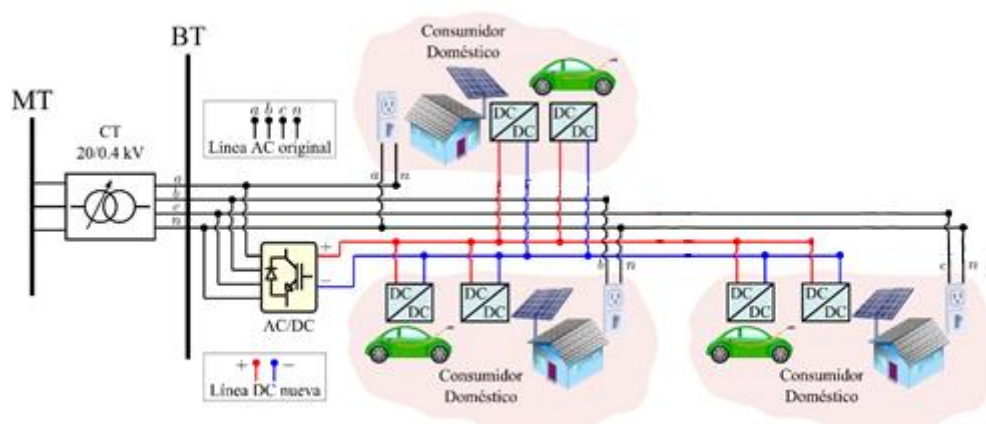 MT
BT
CT
20/0.4 kV
a
b
c
n
a b c n
Línea AC original
Consumidor
Doméstico
DC
DC
DC
DC
a
n
+
−
AC/DC
+ −
Línea DC nueva
DC
DC
DC
DC
b
n
Consumidor
Doméstico
DC
DC
DC
DC
c
n
Consumidor
Doméstico